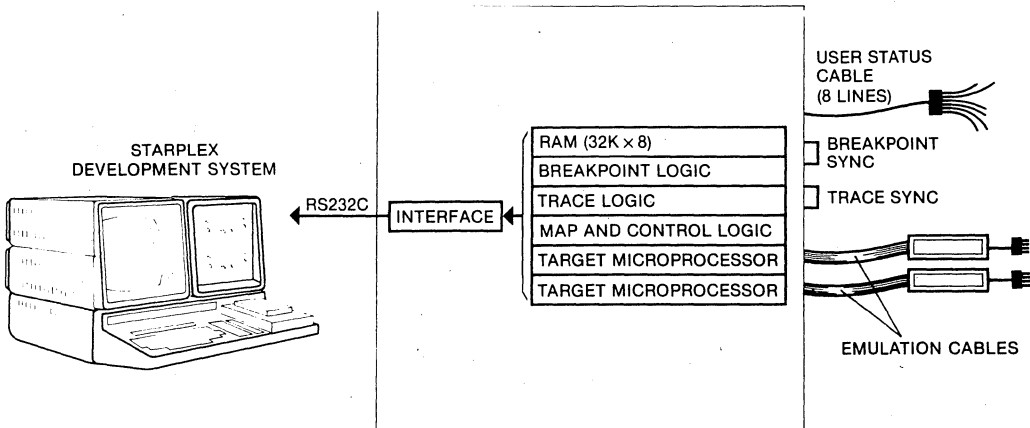 STARPLEX
DEVELOPMENT SYSTEM
RS232C
INTERFACE
RAM (32K × 8)
BREAKPOINT LOGIC
TRACE LOGIC
MAP AND CONTROL LOGIC
TARGET MICROPROCESSOR
TARGET MICROPROCESSOR
USER STATUS
CABLE
(8 LINES)
BREAKPOINT
SYNC
TRACE SYNC
EMULATION CABLES